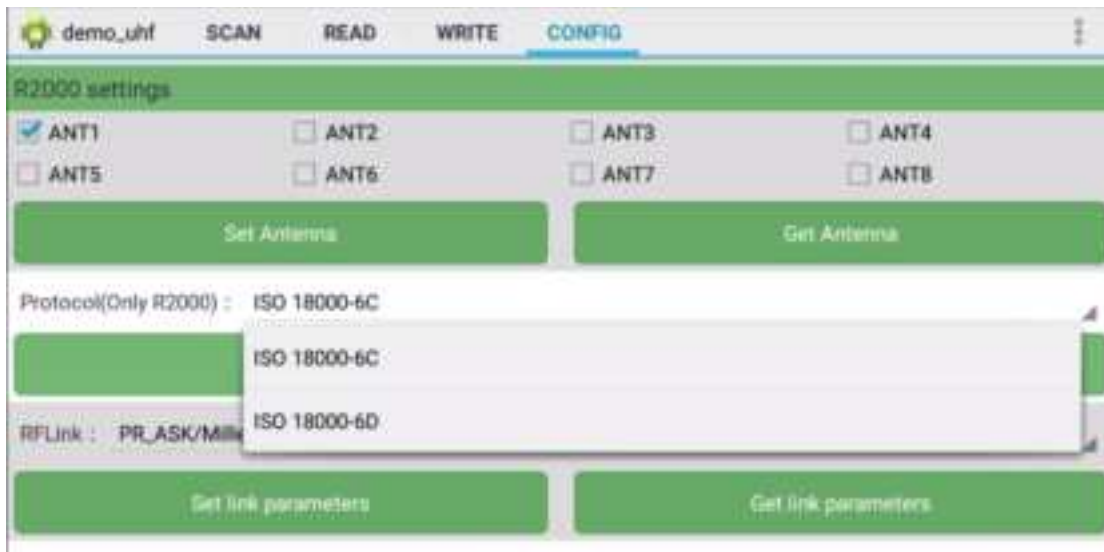 demo_uhf SCAN READ WRITE CONFIG
R2000 settings
ANT1 ANT2 ANT3 ANT4
ANT5 ANT6 ANT7 ANT8
Set Antenna Get Antenna
Protocol(Only R2000) : ISO 18000-6C
ISO 18000-6C
ISO 18000-6D
RFLink : PR_ASK/Mille
Set link parameters Get link parameters